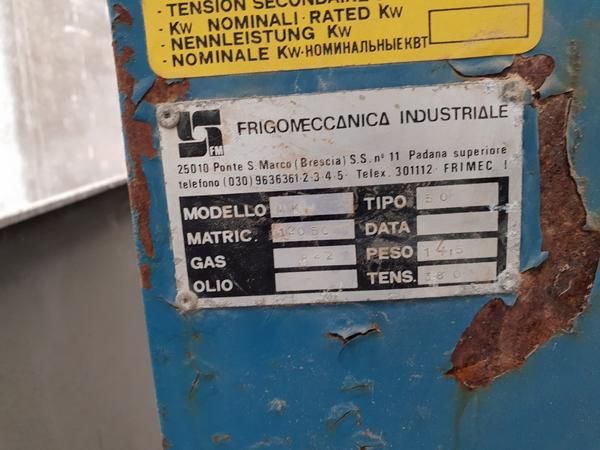 - TENSION SECONDAIRE
- Kw NOMINALI - RATED Kw
- NENNLEISTUNG Kw
- NOMINALE Kw-НОМИНАЛЬНЫЕ КВТ
FM
FRIGOMECCANICA INDUSTRIALE
25010 Ponte S. Marco (Brescia) S.S. n° 11 Padana superiore
telefono (030) 9636361-2-3-4-5- Telex. 301112 FRIMEC I
MODELLO TIPO 50
MATRIC. DATA
GAS PESO
OLIO TENS. 380